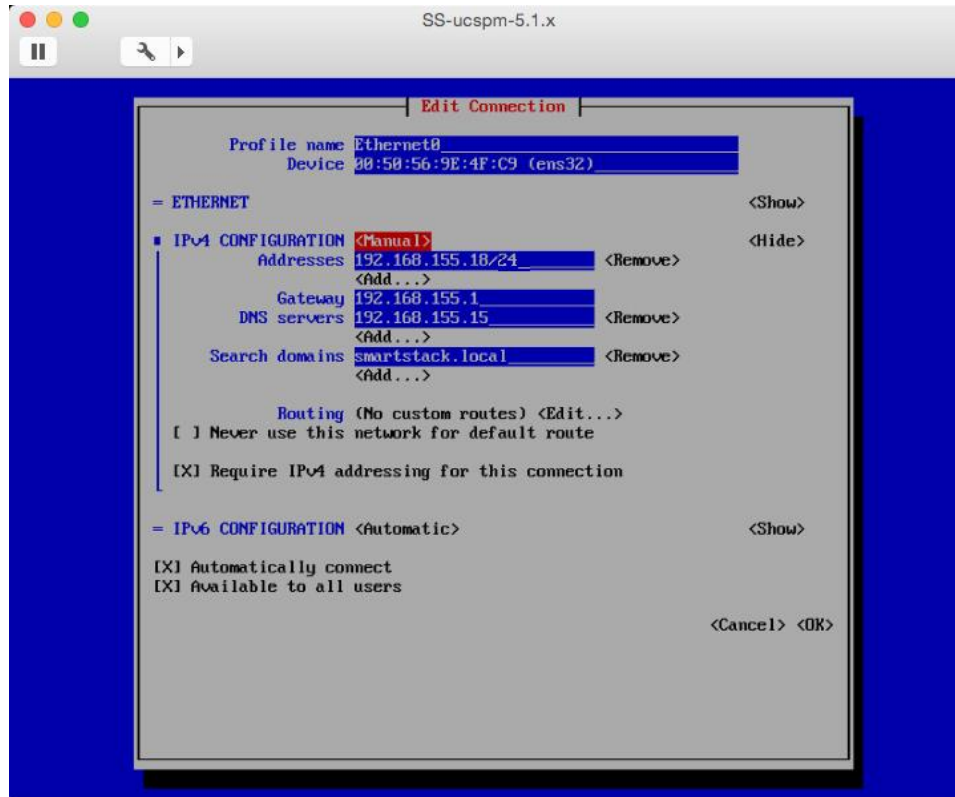 SS-ucspm-5.1.x
Edit Connection
Profile name Ethernet0
Device 00:50:56:9E:4F:C9 (ens32)
= ETHERNET <Show>
IPv4 CONFIGURATION <Manual> <Hide>
Addresses 192.168.155.18/24 <Remove>
<Add...>
Gateway 192.168.155.1
DNS servers 192.168.155.15 <Remove>
<Add...>
Search domains smartstack.local <Remove>
<Add...>
Routing (No custom routes) <Edit...>
[ ] Never use this network for default route
[X] Require IPv4 addressing for this connection
= IPv6 CONFIGURATION <Automatic> <Show>
[X] Automatically connect
[X] Available to all users
<Cancel> <OK>